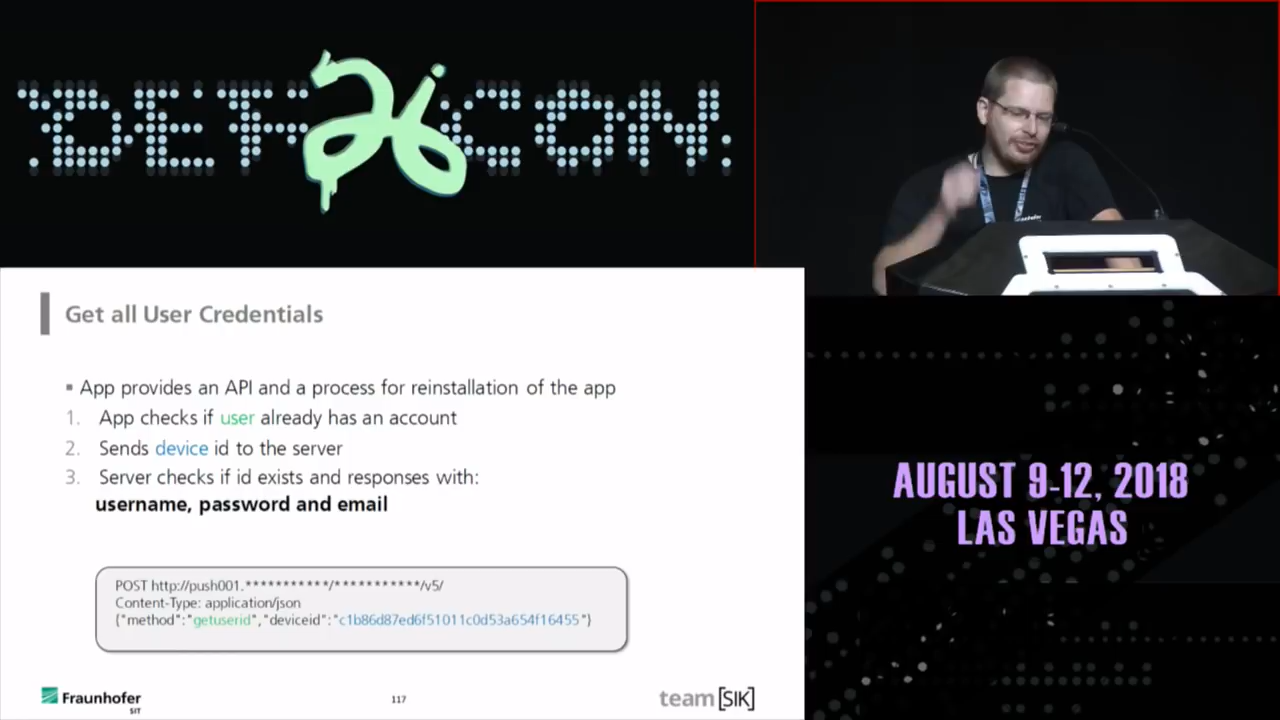 DEF 26 CON
Get all User Credentials
▪ App provides an API and a process for reinstallation of the app
1. App checks if user already has an account
2. Sends device id to the server
3. Server checks if id exists and responses with:
username, password and email
POST http://push001.***********/***********/v5/
Content-Type: application/json
{"method":"getuserid","deviceid":"c1b86d87ed6f51011c0d53a654f16455"}
Fraunhofer
SIT
117
team[SIK]
AUGUST 9-12, 2018
LAS VEGAS